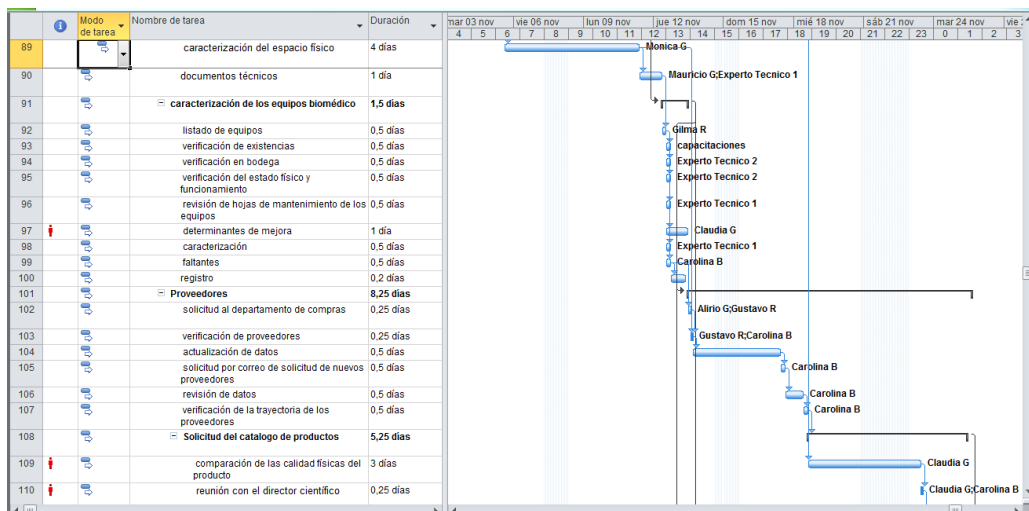 Modo de tarea Nombre de tarea Duración
mar 03 nov vie 06 nov lun 09 nov jue 12 nov dom 15 nov mié 18 nov sáb 21 nov mar 24 nov vie
4 5 6 7 8 9 10 11 12 13 14 15 16 17 18 19 20 21 22 23 0 1 2 3
89 caracterización del espacio físico 4 días Monica G
90 documentos técnicos 1 día Mauricio G;Experto Tecnico 1
91 caracterización de los equipos biomédico 1,5 días
92 listado de equipos 0,5 días Gilma R
93 verificación de existencias 0,5 días capacitaciones
94 verificación en bodega 0,5 días Experto Tecnico 2
95 verificación del estado físico y 0,5 días Experto Tecnico 2
funcionamiento
96 revisión de hojas de mantenimiento de los 0,5 días Experto Tecnico 1
equipos
97 determinantes de mejora 1 día Claudia G
98 caracterización 0,5 días Experto Tecnico 1
99 faltantes 0,5 días Carolina B
100 registro 0,2 días
101 Proveedores 8,25 días
102 solicitud al departamento de compras 0,25 días Alirio G;Gustavo R
103 verificación de proveedores 0,25 días Gustavo R;Carolina B
104 actualización de datos 0,5 días
105 solicitud por correo de solicitud de nuevos 0,5 días Carolina B
proveedores
106 revisión de datos 0,5 días Carolina B
107 verificación de la trayectoria de los 0,5 días Carolina B
proveedores
108 Solicitud del catalogo de productos 5,25 días
109 comparación de las calidad físicas del 3 días Claudia G
producto
110 reunión con el director científico 0,25 días Claudia G;Carolina B